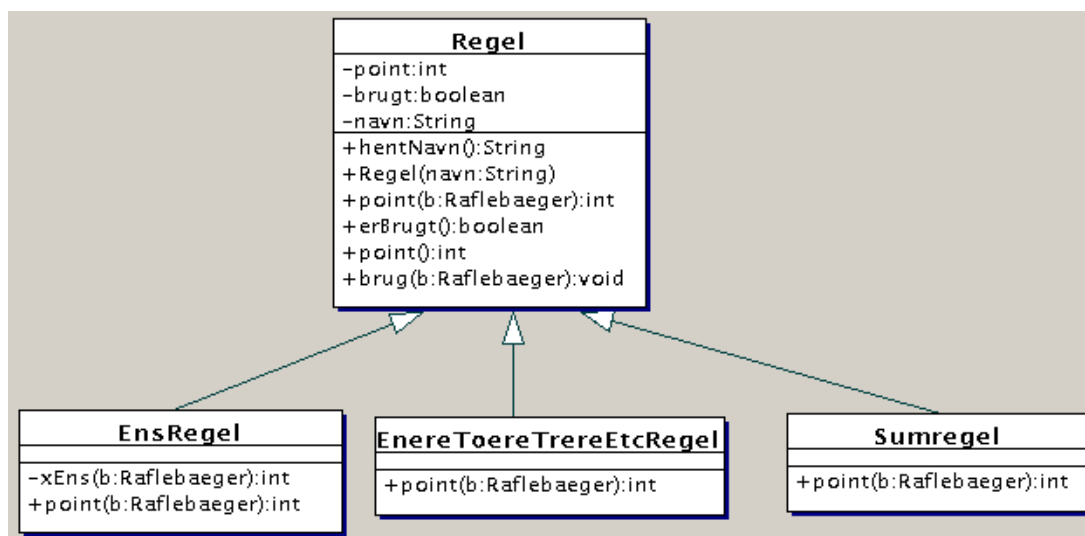 Regel
-point:int
-brugt:boolean
-navn:String
+hentNavn():String
+Regel(navn:String)
+point(b:Raflebaeger):int
+erBrugt():boolean
+point():int
+brug(b:Raflebaeger):void
EnsRegel
-xEns(b:Raflebaeger):int
+point(b:Raflebaeger):int
EnereToereTrereEtcRegel
+point(b:Raflebaeger):int
Sumregel
+point(b:Raflebaeger):int